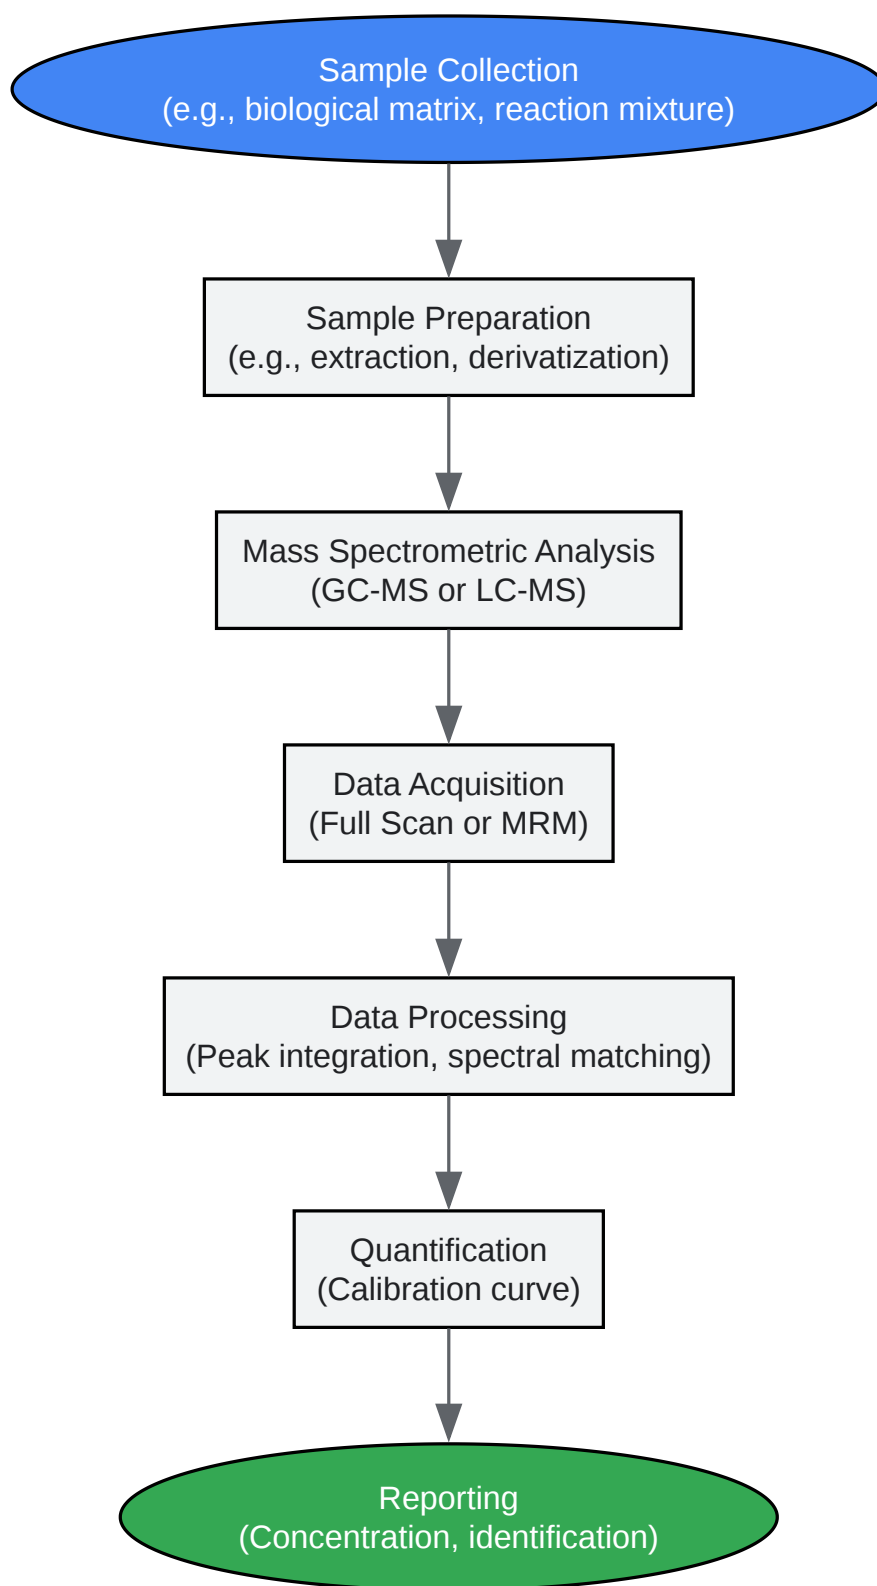 Sample Collection
(e.g., biological matrix, reaction mixture)
Sample Preparation
(e.g., extraction, derivatization)
Mass Spectrometric Analysis
(GC-MS or LC-MS)
Data Acquisition
(Full Scan or MRM)
Data Processing
(Peak integration, spectral matching)
Quantification
(Calibration curve)
Reporting
(Concentration, identification)